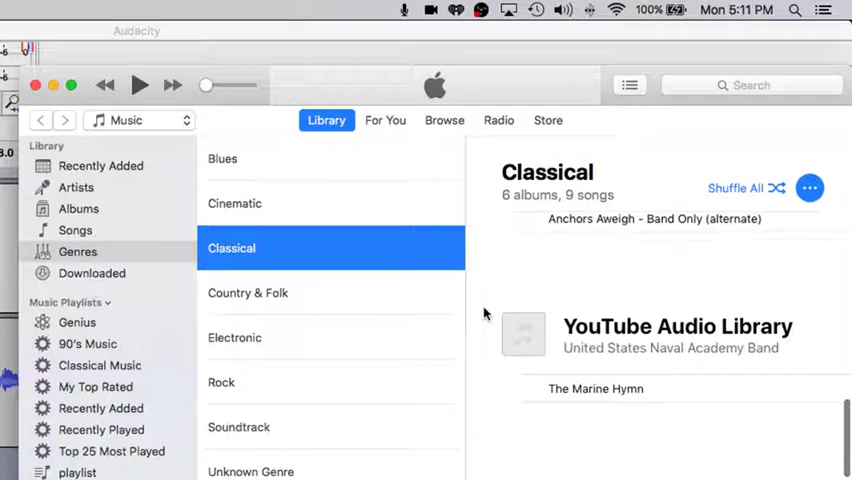 100% Mon 5:11 PM
Audacity
Search
Music
Library For You Browse Radio Store
Library
Recently Added
Artists
Albums
Songs
Genres
Downloaded
Music Playlists
Genius
90's Music
Classical Music
My Top Rated
Recently Added
Recently Played
Top 25 Most Played
playlist
Blues
Cinematic
Classical
Country & Folk
Electronic
Rock
Soundtrack
Unknown Genre
Classical
6 albums, 9 songs
Shuffle All
Anchors Aweigh - Band Only (alternate)
YouTube Audio Library
United States Naval Academy Band
The Marine Hymn